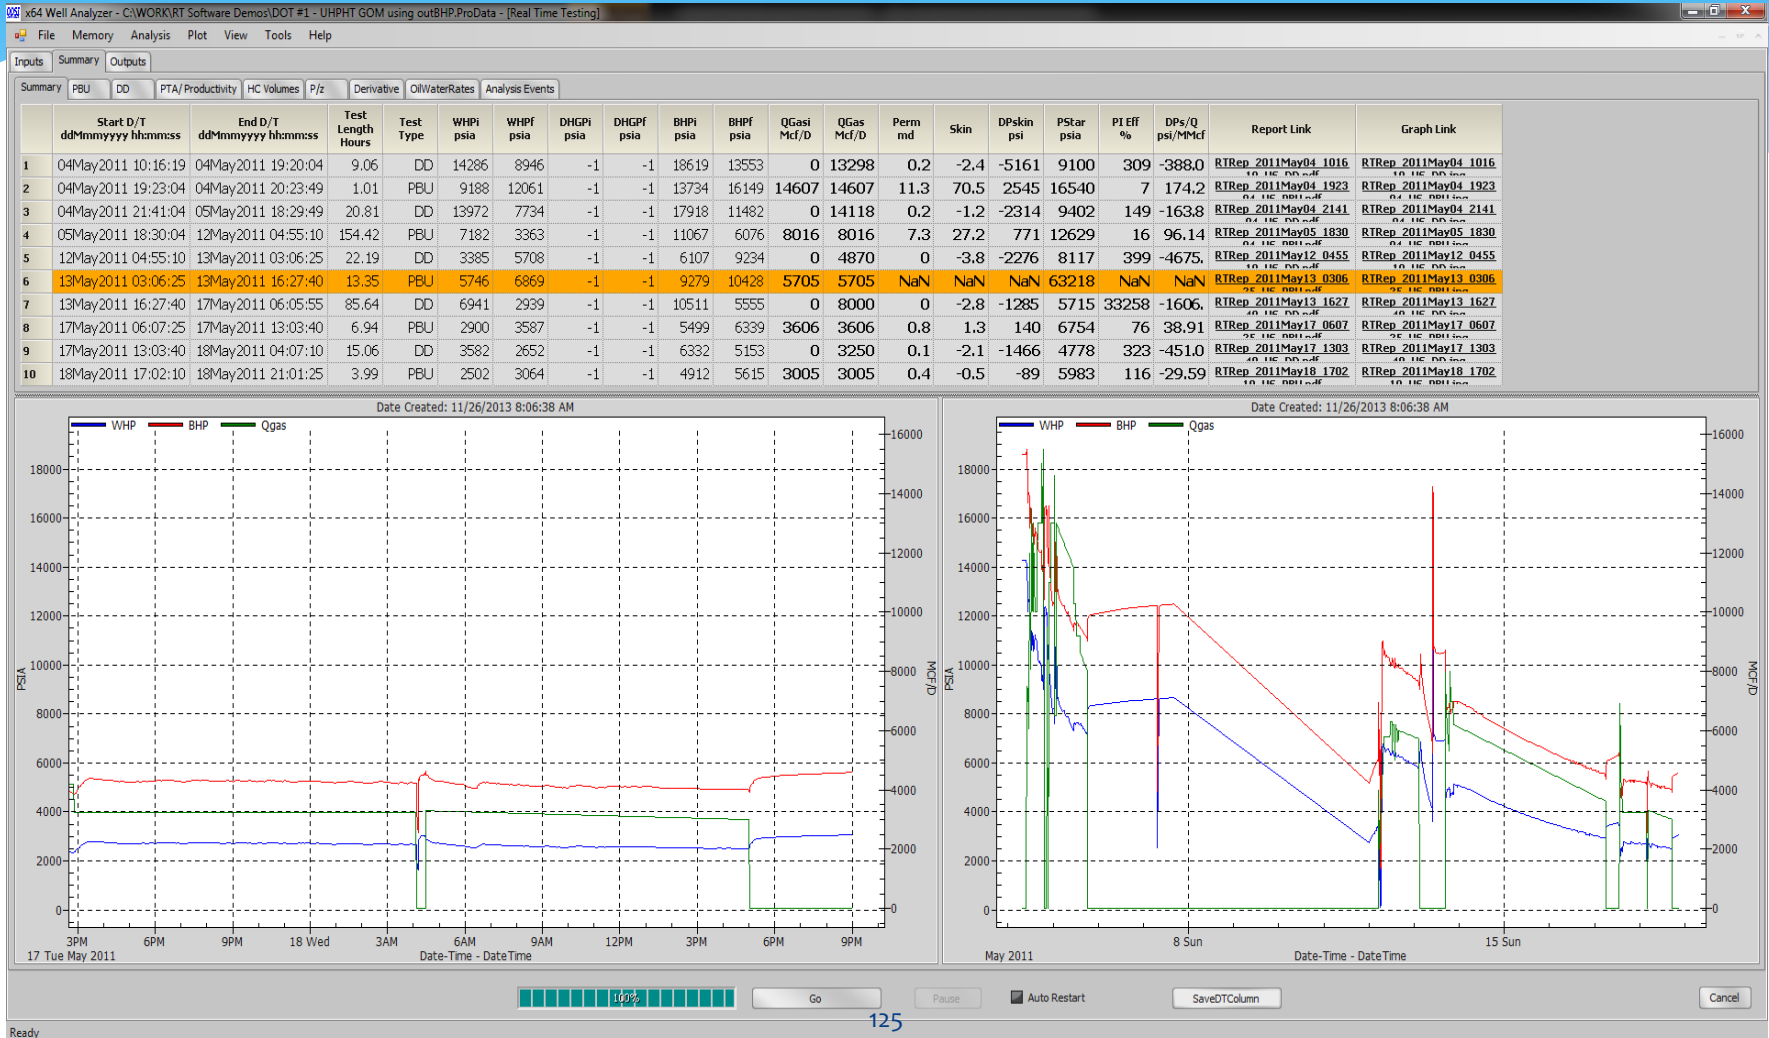 x64 Well Analyzer - C:\WORK\RT Software Demos\DOT #1 - UHPHT GOM using outBHP.ProData - [Real Time Testing]
File Memory Analysis Plot View Tools Help
Inputs Summary Outputs
Summary PBU DD PTA/Productivity HC Volumes P/z Derivative OilWaterRates Analysis Events
Start D/T ddMmmyyyy hh:mm:ss End D/T ddMmmyyyy hh:mm:ss Test Length Hours Test Type WHPi psia WHPf psia DHGPi psia DHGPf psia BHPi psia BHPf psia QGasi Mcf/D QGas Mcf/D Perm md Skin DPskin psi PStar psia PI Eff % DPs/Q psi/MMcf Report Link Graph Link
1 04May2011 10:16:19 04May2011 19:20:04 9.06 DD 14286 8946 -1 -1 18619 13553 0 13298 0.2 -2.4 -5161 9100 309 -388.0 RTRep_2011May04_1016 RTRep_2011May04_1016
2 04May2011 19:23:04 04May2011 20:23:49 1.01 PBU 9188 12061 -1 -1 13734 16149 14607 14607 11.3 70.5 2545 16540 7 174.2 RTRep_2011May04_1923 RTRep_2011May04_1923
3 04May2011 21:41:04 05May2011 18:29:49 20.81 DD 13972 7734 -1 -1 17918 11482 0 14118 0.2 -1.2 -2314 9402 149 -163.8 RTRep_2011May04_2141 RTRep_2011May04_2141
4 05May2011 18:30:04 12May2011 04:55:10 154.42 PBU 7182 3363 -1 -1 11067 6076 8016 8016 7.3 27.2 771 12629 16 96.14 RTRep_2011May05_1830 RTRep_2011May05_1830
5 12May2011 04:55:10 13May2011 03:06:25 22.19 DD 3385 5708 -1 -1 6107 9234 0 4870 0 -3.8 -2276 8117 399 -4675. RTRep_2011May12_0455 RTRep_2011May12_0455
6 13May2011 03:06:25 13May2011 16:27:40 13.35 PBU 5746 6869 -1 -1 9279 10428 5705 5705 NaN NaN NaN 63218 NaN NaN RTRep_2011May13_0306 RTRep_2011May13_0306
7 13May2011 16:27:40 17May2011 06:05:55 85.64 DD 6941 2939 -1 -1 10511 5555 0 8000 0 -2.8 -1285 5715 33258 -1606. RTRep_2011May13_1627 RTRep_2011May13_1627
8 17May2011 06:07:25 17May2011 13:03:40 6.94 PBU 2900 3587 -1 -1 5499 6339 3606 3606 0.8 1.3 140 6754 76 38.91 RTRep_2011May17_0607 RTRep_2011May17_0607
9 17May2011 13:03:40 18May2011 04:07:10 15.06 DD 3582 2652 -1 -1 6332 5153 0 3250 0.1 -2.1 -1466 4778 323 -451.0 RTRep_2011May17_1303 RTRep_2011May17_1303
10 18May2011 17:02:10 18May2011 21:01:25 3.99 PBU 2502 3064 -1 -1 4912 5615 3005 3005 0.4 -0.5 -89 5983 116 -29.59 RTRep_2011May18_1702 RTRep_2011May18_1702
Date Created: 11/26/2013 8:06:38 AM
WHP BHP Qgas
18000
16000
14000
12000
10000
8000
6000
4000
2000
0
PSIA
16000
14000
12000
10000
8000
6000
4000
2000
0
MCF/D
3PM 6PM 9PM 18 Wed 3AM 6AM 9AM 12PM 3PM 6PM 9PM
17 Tue May 2011 Date-Time - DateTime
Date Created: 11/26/2013 8:06:38 AM
WHP BHP Qgas
18000
16000
14000
12000
10000
8000
6000
4000
2000
0
PSIA
16000
14000
12000
10000
8000
6000
4000
2000
0
MCF/D
8 Sun 15 Sun
May 2011 Date-Time - DateTime
100% Go Pause Auto Restart SaveDTColumn Cancel
125
Ready